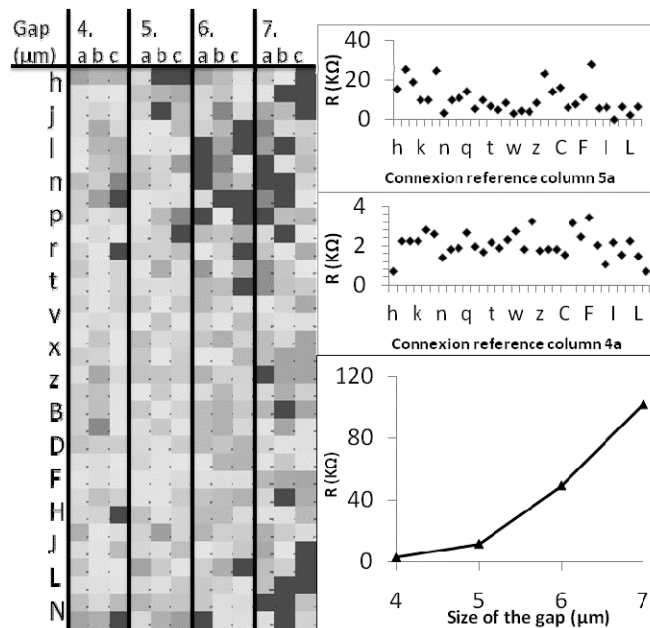 Gap 4. 5. 6. 7.
(μm) a b c a b c a b c a b c
h
j
l
n
p
r
t
v
x
z
B
D
F
H
J
L
N
40
20
0
R (KΩ)
h k n q t w z C F I L
Connexion reference column 5a
4
2
0
R (KΩ)
h k n q t w z C F I L
Connexion reference column 4a
120
80
40
0
R (KΩ)
4 5 6 7
Size of the gap (μm)